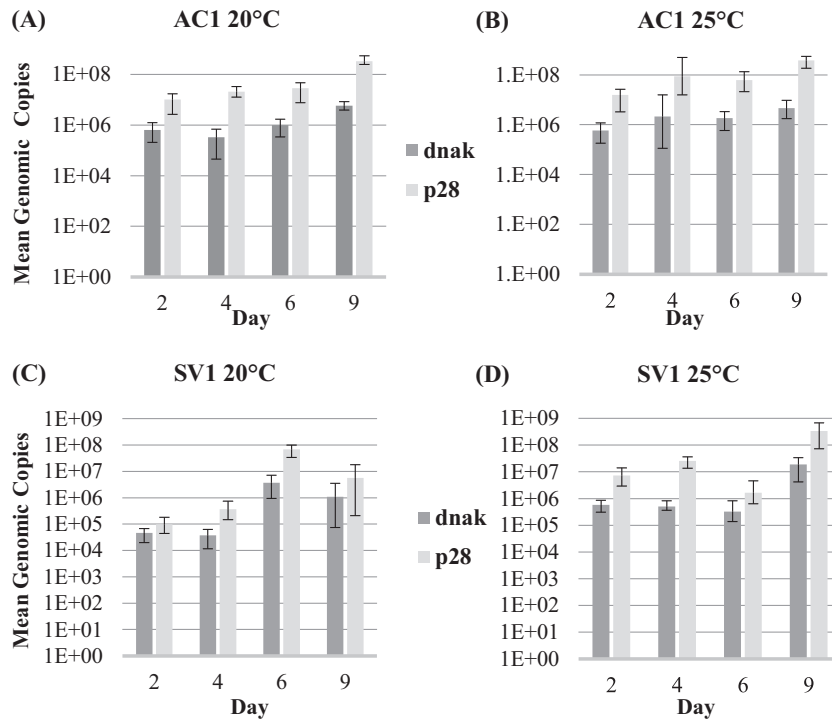 (A) AC1 20°C
Mean Genomic Copies
1E+08
1E+06
1E+04
1E+02
1E+00
2 4 6 9
Day
dnak
p28
(B) AC1 25°C
1.E+08
1.E+06
1.E+04
1.E+02
1.E+00
2 4 6 9
Day
(C) SV1 20°C
Mean Genomic Copies
1E+09
1E+08
1E+07
1E+06
1E+05
1E+04
1E+03
1E+02
1E+01
1E+00
2 4 6 9
Day
dnak
p28
(D) SV1 25°C
1E+09
1E+08
1E+07
1E+06
1E+05
1E+04
1E+03
1E+02
1E+01
1E+00
2 4 6 9
Day